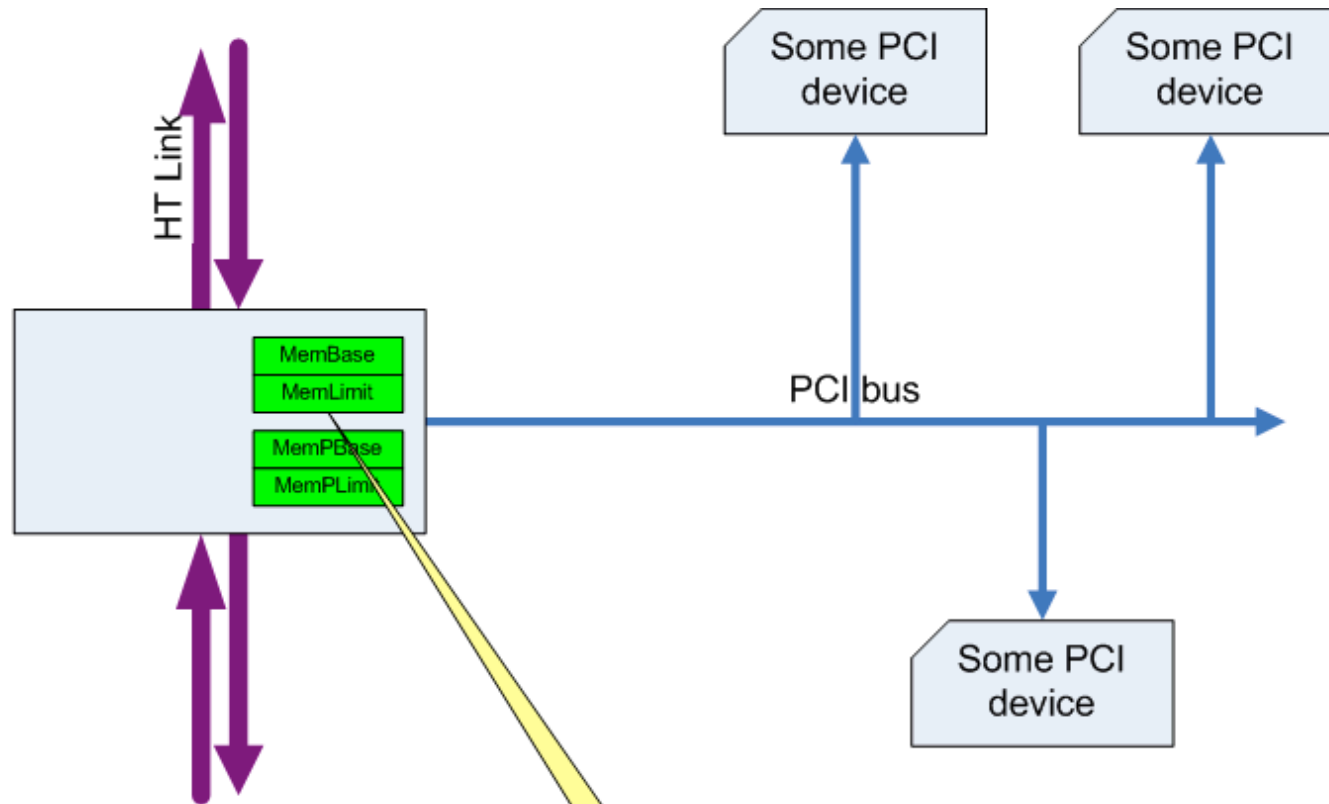 Some PCI
device
Some PCI
device
HT Link
MemBase
MemLimit
PCI bus
MemPBase
MemPLimit
Some PCI
device